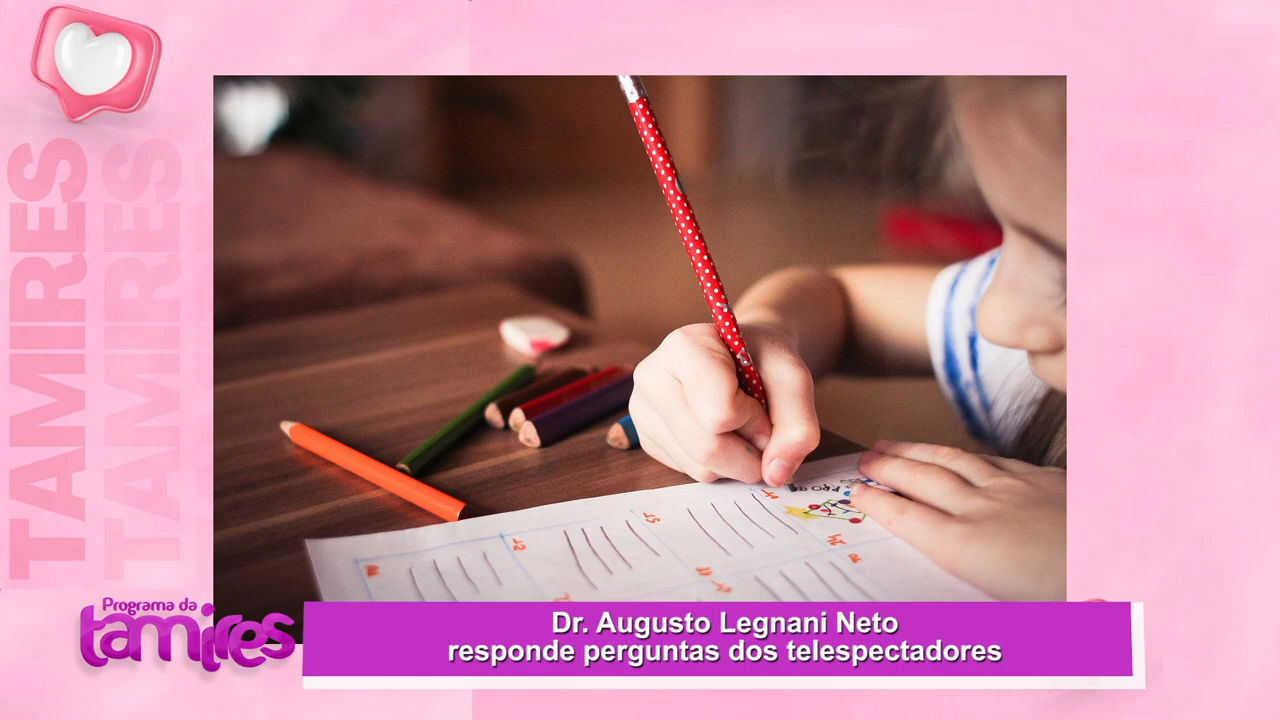 TAMIRES
TAMIRES
Programa da
tamires
Dr. Augusto Legnani Neto
responde perguntas dos telespectadores